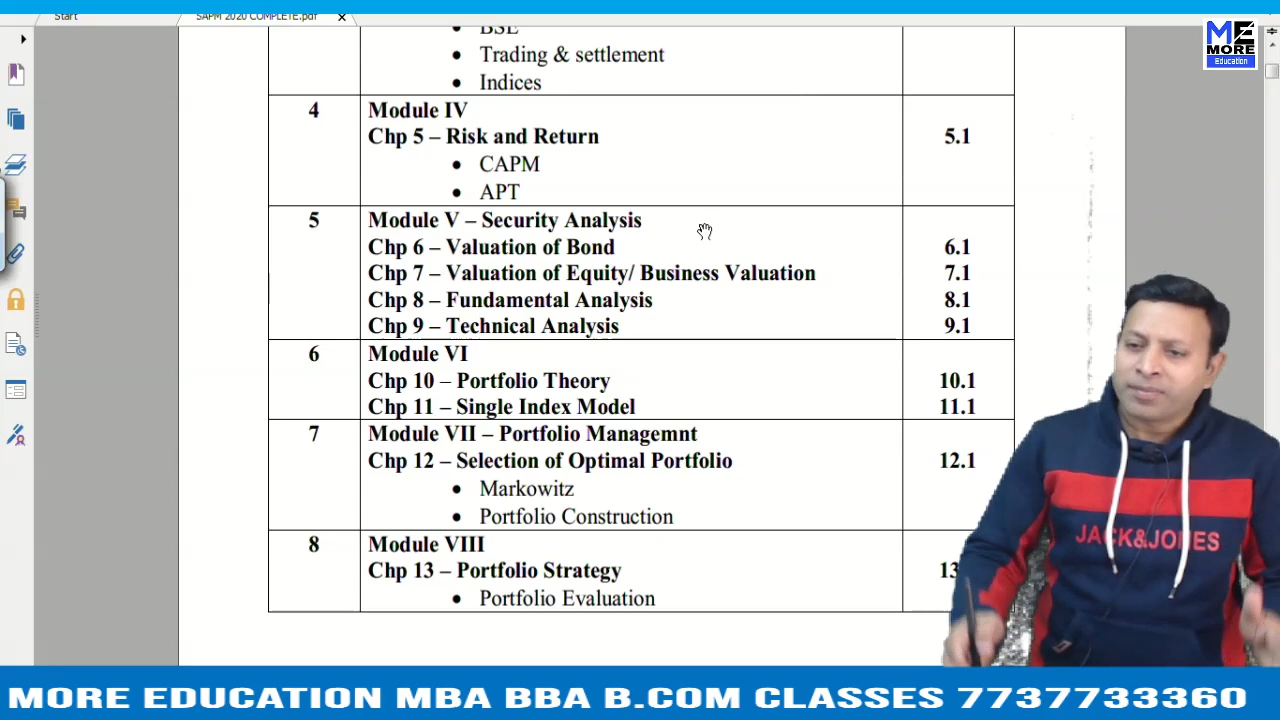 Start
SAPM 2020 COMPLETE.pdf
x
ME
MORE
Education
• BSE
• Trading & settlement
• Indices
4 Module IV
Chp 5 – Risk and Return 5.1
• CAPM
• APT
5 Module V – Security Analysis
Chp 6 – Valuation of Bond 6.1
Chp 7 – Valuation of Equity/ Business Valuation 7.1
Chp 8 – Fundamental Analysis 8.1
Chp 9 – Technical Analysis 9.1
6 Module VI
Chp 10 – Portfolio Theory 10.1
Chp 11 – Single Index Model 11.1
7 Module VII – Portfolio Managemnt
Chp 12 – Selection of Optimal Portfolio 12.1
• Markowitz
• Portfolio Construction
8 Module VIII
Chp 13 – Portfolio Strategy 13
• Portfolio Evaluation
JACK&JONES
MORE EDUCATION MBA BBA B.COM CLASSES 7737733360